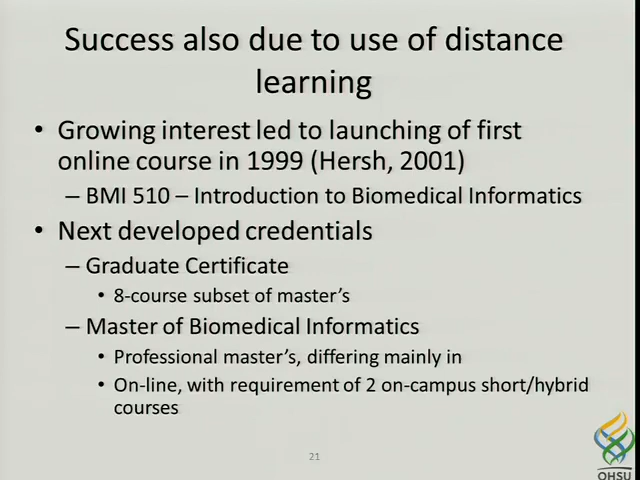 Success also due to use of distance
learning
• Growing interest led to launching of first
online course in 1999 (Hersh, 2001)
– BMI 510 – Introduction to Biomedical Informatics
• Next developed credentials
– Graduate Certificate
• 8-course subset of master's
– Master of Biomedical Informatics
• Professional master's, differing mainly in
• On-line, with requirement of 2 on-campus short/hybrid
courses
21
OHSU